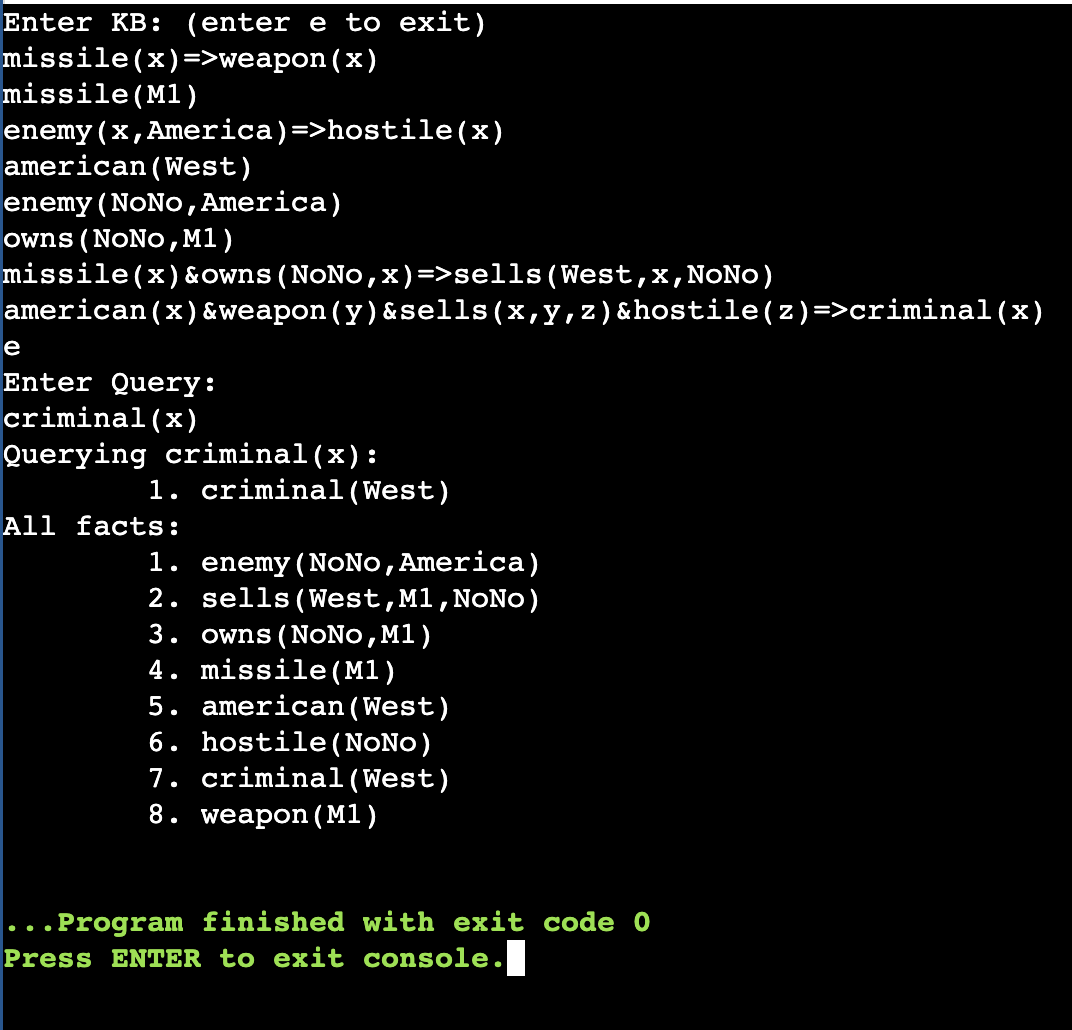 Enter KB: (enter e to exit)
missile(x)=>weapon(x)
missile(M1)
enemy(x,America)=>hostile(x)
american(West)
enemy(NoNo,America)
owns(NoNo,M1)
missile(x)&owns(NoNo,x)=>sells(West,x,NoNo)
american(x)&weapon(y)&sells(x,y,z)&hostile(z)=>criminal(x)
e
Enter Query:
criminal(x)
Querying criminal(x):
1. criminal(West)
All facts:
1. enemy(NoNo,America)
2. sells(West,M1,NoNo)
3. owns(NoNo,M1)
4. missile(M1)
5. american(West)
6. hostile(NoNo)
7. criminal(West)
8. weapon(M1)
...Program finished with exit code 0
Press ENTER to exit console.